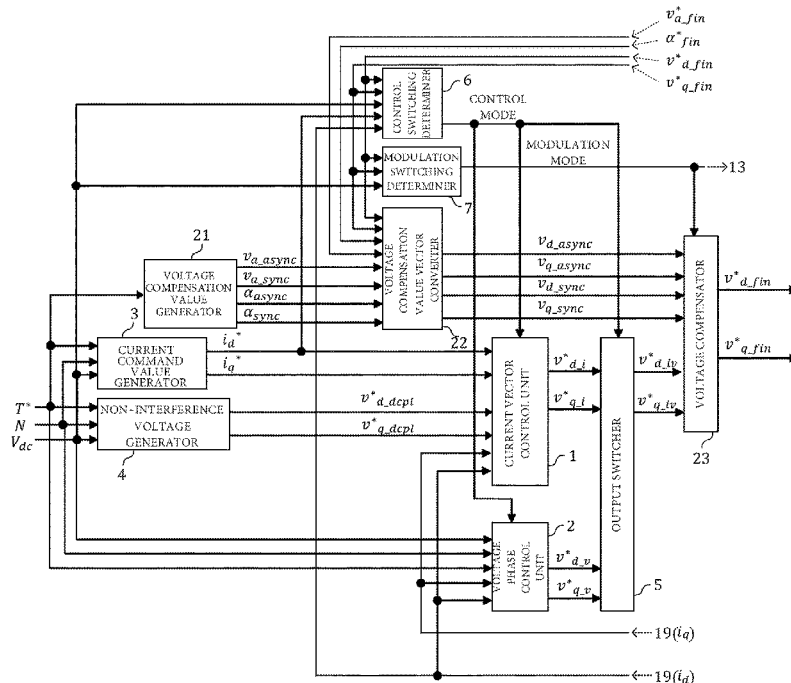 v*a_fin
α*fin
v*d_fin
v*q_fin
6
CONTROL
SWITCHING
DETERMINER
CONTROL
MODE
MODULATION
MODE
MODULATION
SWITCHING
DETERMINER
7
13
21
VOLTAGE
COMPENSATION
VALUE
GENERATOR
va_async
va_sync
αasync
αsync
VOLTAGE
COMPENSATION
VALUE VECTOR
CONVERTER
22
vd_async
vq_async
vd_sync
vq_sync
VOLTAGE COMPENSATOR
23
v*d_fin
v*q_fin
3
CURRENT
COMMAND
VALUE
GENERATOR
id*
iq*
T*
N
Vdc
NON-INTERFERENCE
VOLTAGE
GENERATOR
4
v*d_dcpl
v*q_dcpl
CURRENT VECTOR
CONTROL UNIT
1
v*d_i
v*q_i
v*d_iv
v*q_iv
OUTPUT SWITCHER
5
2
VOLTAGE
PHASE
CONTROL
UNIT
v*d_v
v*q_v
19(iq)
19(id)